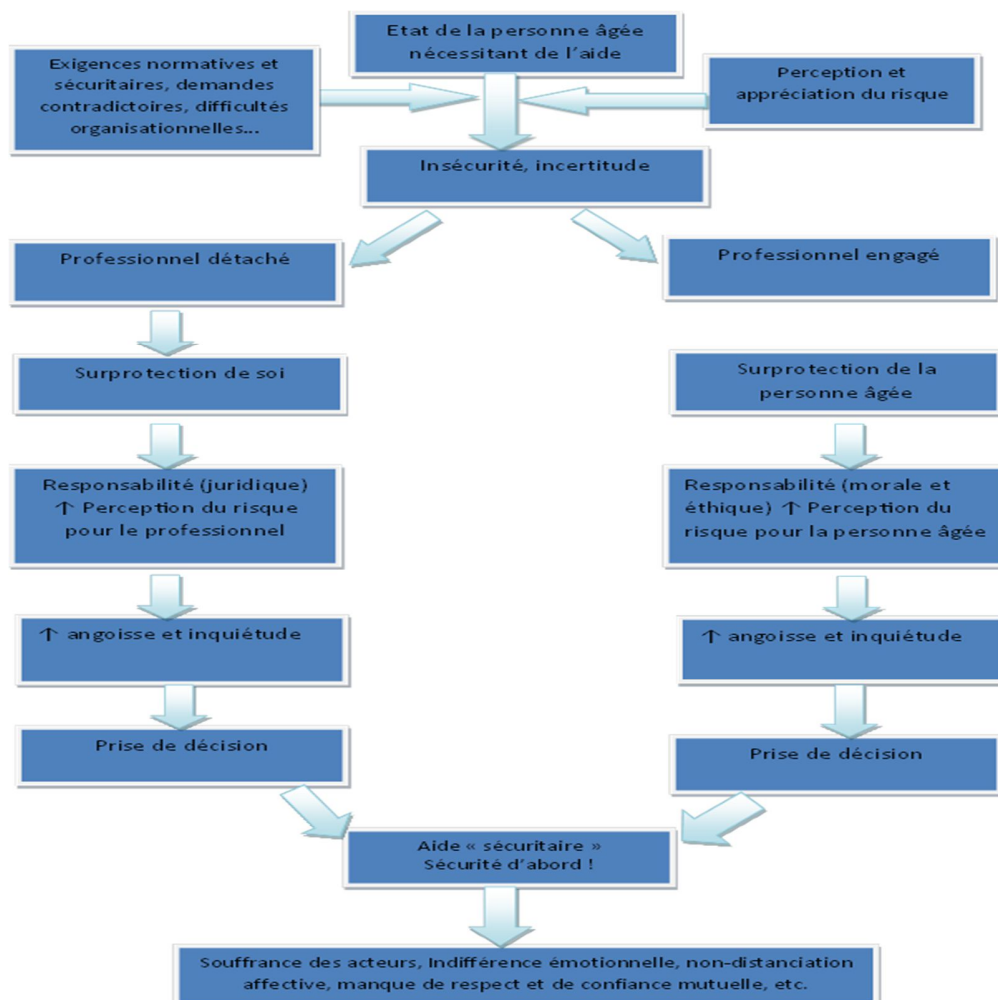 Etat de la personne âgée
nécessitant de l’aide
Exigences normatives et
sécuritaires, demandes
contradictoires, difficultés
organisationnelles...
Perception et
appréciation du risque
Insécurité, incertitude
Professionnel détaché
Professionnel engagé
Surprotection de soi
Surprotection de la
personne âgée
Responsabilité (juridique)
↑ Perception du risque
pour le professionnel
Responsabilité (morale et
éthique) ↑ Perception du
risque pour la personne âgée
↑ angoisse et inquiétude
↑ angoisse et inquiétude
Prise de décision
Prise de décision
Aide « sécuritaire »
Sécurité d’abord !
Souffrance des acteurs, Indifférence émotionnelle, non-distanciation
affective, manque de respect et de confiance mutuelle, etc.